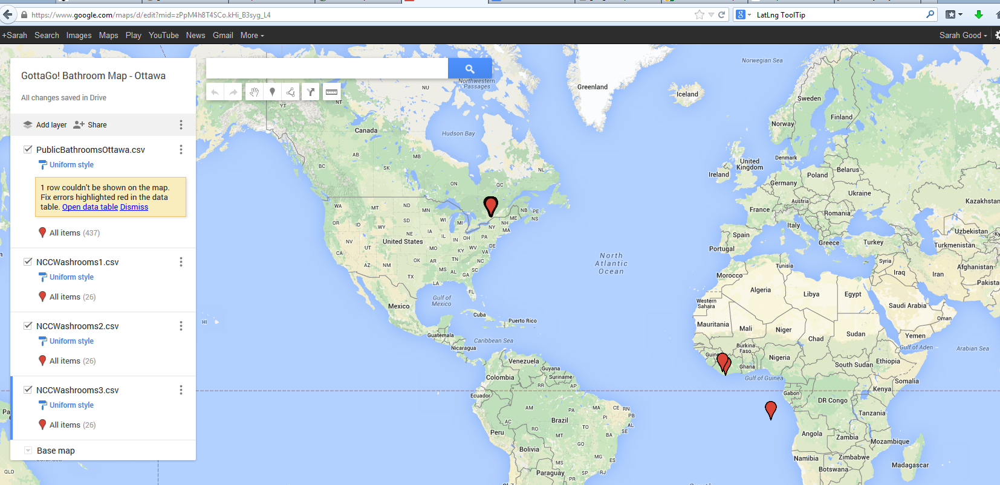 https://www.google.com/maps/d/edit?mid=zPpM4h8T4SCo.kHi_B3syg_L4
LatLng ToolTip
+Sarah Search Images Maps Play YouTube News Gmail More
Sarah Good
GottaGo! Bathroom Map - Ottawa
All changes saved in Drive
Add layer Share
PublicBathroomsOttawa.csv
Uniform style
1 row couldn't be shown on the map.
Fix errors highlighted red in the data
table. Open data table Dismiss
All items (437)
NCCWashrooms1.csv
Uniform style
All items (26)
NCCWashrooms2.csv
Uniform style
All items (26)
NCCWashrooms3.csv
Uniform style
All items (26)
Base map
Norwegian Sea
Northwestern
Passages
NU
Greenland
Iceland
Sweden
Finland
Norway
YT
NT
Canada
Hudson Bay
AB
BC
SK
MB
NL
ON
QC
United
Kingdom
Ireland
Denmark
Belarus
Poland
Germany
Ukraine
Kazakhstan
Austria
France
Romania
Italy
Spain
Portugal
Greece
Turkey
Uzbekistan
Turkmenistan
Syria
Iraq
Iran
Afghanistan
Pakista
WA
MT
ND
MN
OR
ID
SD
WI
MI
NB
PE
NS
ME
NY
NH
MA
WY
NE
IA
IL
IN
OH
PA
NV
UT
United States
MO
KY
WV
VA
DE
CA
AZ
NM
OK
AR
TN
NC
MS
AL
SC
GA
TX
LA
FL
North
Atlantic
Ocean
Gulf of
Mexico
Mexico
HI
Cuba
Puerto Rico
Guatemala
Caribbean Sea
Nicaragua
Tunisia
Morocco
Algeria
Libya
Egypt
Western
Sahara
Saudi Arabia
Oman
Mauritania
Mali
Niger
Chad
Sudan
Yemen
Gulf of Aden
Arabian Sea
Burkina
Faso
Guinea
Ghana
Nigeria
South Sudan
Ethiopia
Somalia
Gulf of Guinea
Venezuela
Guyana
Suriname
Colombia
RR
AP
Ecuador
Gabon
Kenya
DR Congo
Tanzania
AM
PA
MA
CE
RN
PB
PI
AL
SE
AC
Brazil
TO
RO
BA
Peru
MT
GO
Bolivia
MG
MS
ES
SP
RJ
Paraguay
PR
Angola
Zambia
Mozambique
Namibia
Zimbabwe
Botswana
Madagascar
QLD